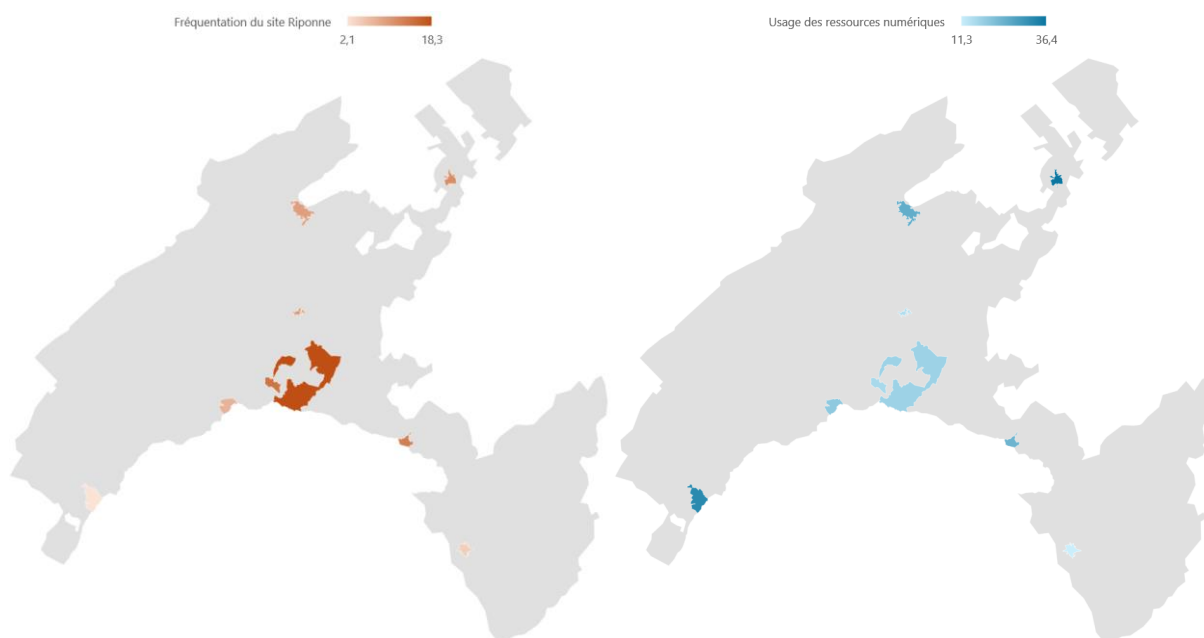 Fréquentation du site Riponne
2,1 18,3
Usage des ressources numériques
11,3 36,4